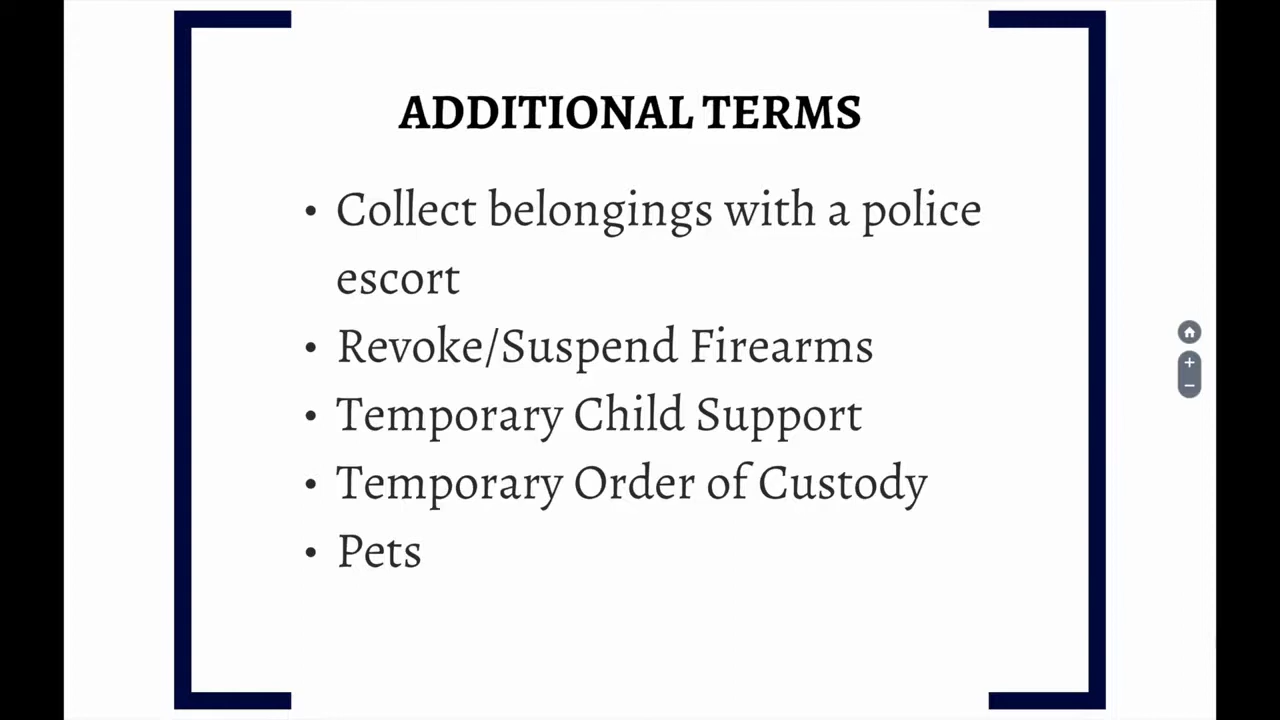 ADDITIONAL TERMS
• Collect belongings with a police
escort
• Revoke/Suspend Firearms
• Temporary Child Support
• Temporary Order of Custody
• Pets